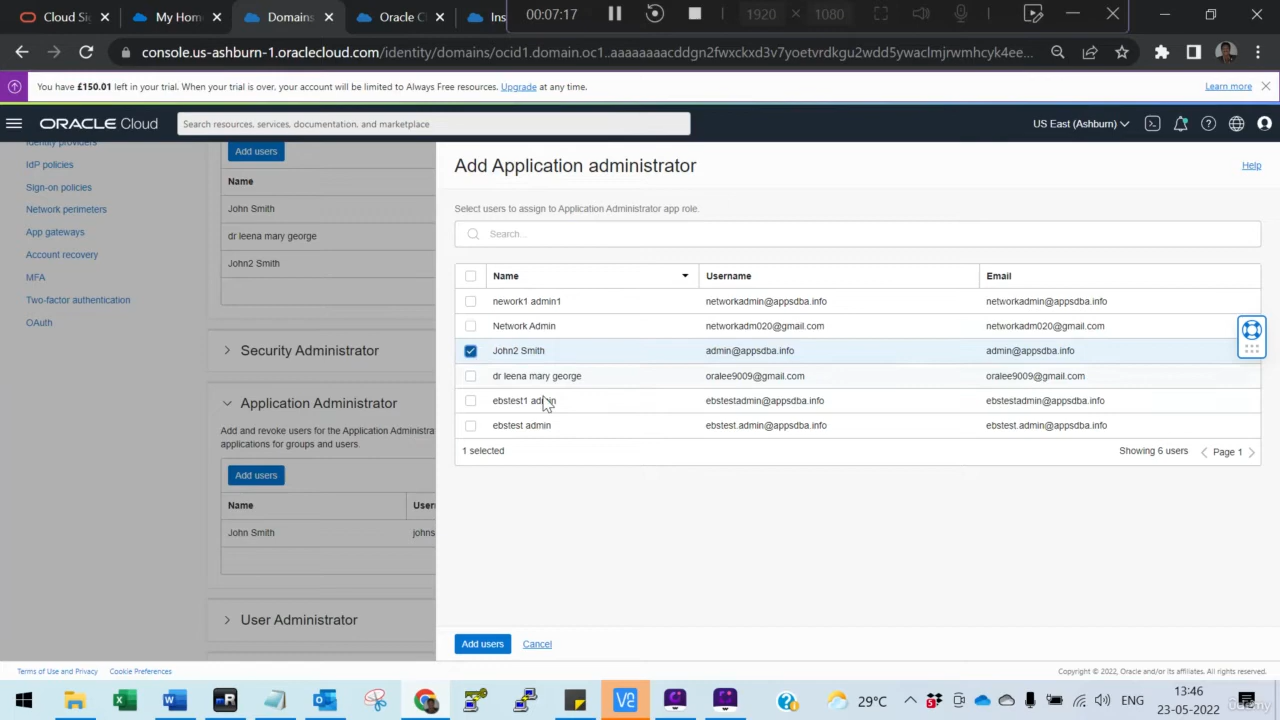 Cloud Sig
My Hom
Domains
Oracle C
Ins
00:07:17
1920 × 1080
console.us-ashburn-1.oraclecloud.com/identity/domains/ocid1.domain.oc1..aaaaaaaacddgn2fvxckxd3v7yoetvrdkgu2wdd5ywaclmjwhcyk4ee...
You have £150.01 left in your trial. When your trial is over, your account will be limited to Always Free resources. Upgrade at any time.
Learn more
ORACLE Cloud
Search resources, services, documentation, and marketplace
US East (Ashburn)
Identity providers
IdP policies
Sign-on policies
Network perimeters
App gateways
Account recovery
MFA
Two-factor authentication
OAuth
Add users
Name
John Smith
dr leena mary george
John2 Smith
Security Administrator
Application Administrator
Add and revoke users for the Application Administra
applications for groups and users.
Add users
Name Usern
John Smith johns
User Administrator
Add Application administrator
Help
Select users to assign to Application Administrator app role.
Search...
Name Username Email
nework1 admin1 networkadmin@appsdba.info networkadmin@appsdba.info
Network Admin networkadm020@gmail.com networkadm020@gmail.com
John2 Smith admin@appsdba.info admin@appsdba.info
dr leena mary george oralee9009@gmail.com oralee9009@gmail.com
ebstest1 admin ebstestadmin@appsdba.info ebstestadmin@appsdba.info
ebstest admin ebstest.admin@appsdba.info ebstest.admin@appsdba.info
1 selected
Showing 6 users
Page 1
Add users
Cancel
Terms of Use and Privacy Cookie Preferences
Copyright © 2022, Oracle and/or its affiliates. All rights reserved.
29°C
ENG
13:46
23-05-2022
udemy